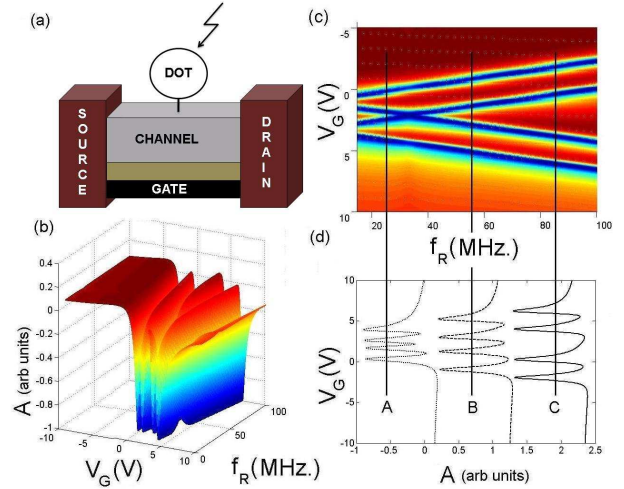 (a)
DOT
SOURCE
CHANNEL
GATE
DRAIN
(b)
0.4
0.2
0
-0.2
-0.4
-0.6
-0.8
-1
-10
-5
0
5
10
0
50
100
A (arb units)
V_G(V)
f_R(MHz.)
(c)
-5
0
5
10
20
40
60
80
100
V_G(V)
f_R(MHz.)
(d)
10
5
0
-5
-10
-1
-0.5
0
0.5
1
1.5
2
2.5
A
B
C
V_G(V)
A (arb units)